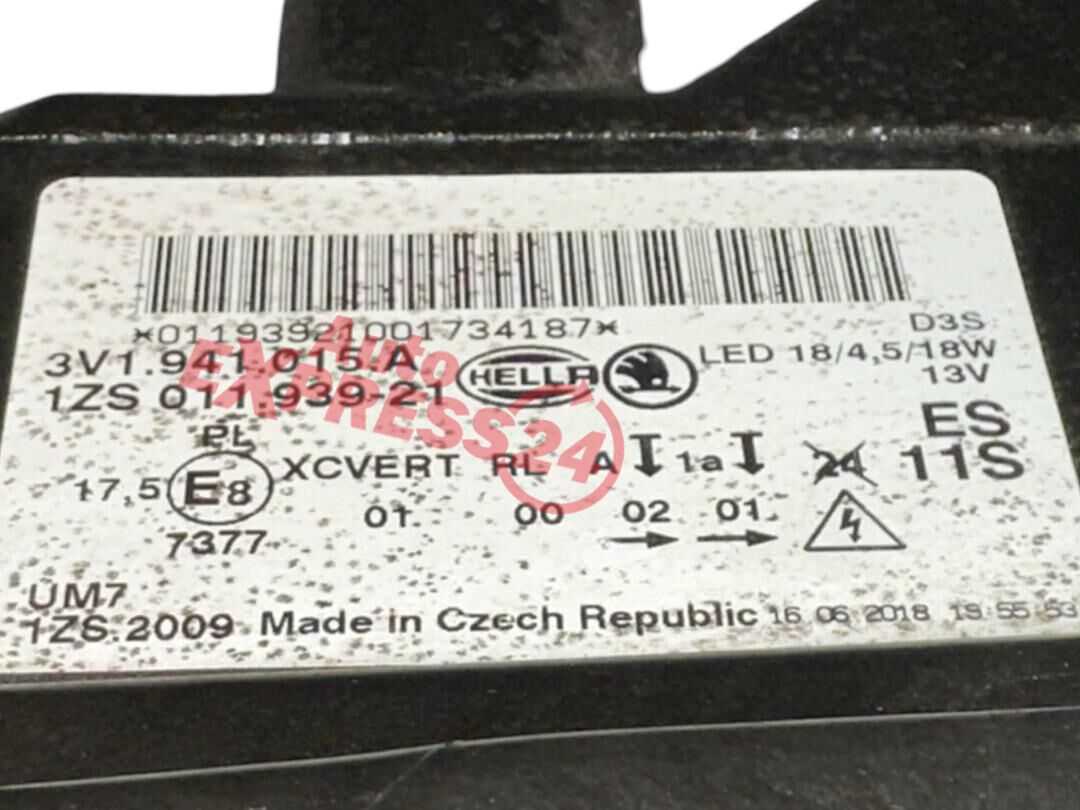 *01193921001734187*
D3S
3V1.941.015.A
HELLA
LED 18/4,5/18W
1ZS 011.939-21
13V
ES
PL
XCVERT RL A 1a 24 11S
17,5 E8
01. 00 02 01.
7377
UM7
1ZS.2009 Made in Czech Republic 16 06 2018 19 55 53
Auto
EXPRESS24